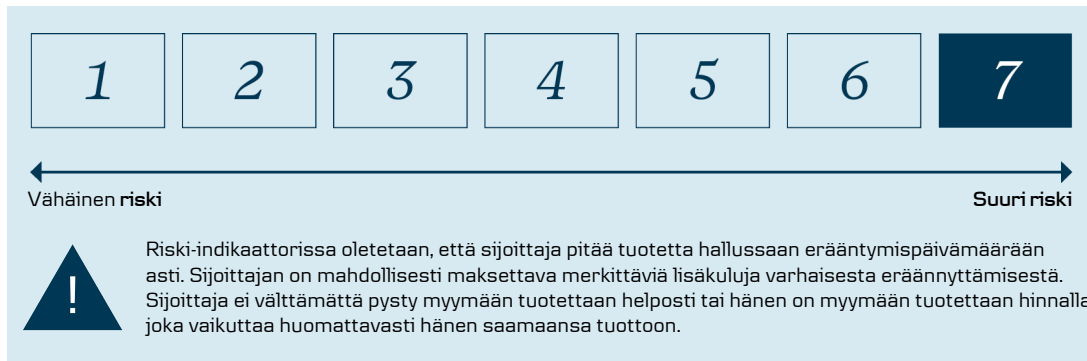 1 2 3 4 5 6 7
Vähäinen riski Suuri riski
! Riski-indikaattorissa oletetaan, että sijoittaja pitää tuotetta hallussaan erääntymispäivämäärään
asti. Sijoittajan on mahdollisesti maksettava merkittäviä lisäkuluja varhaisesta eräännyttämisestä.
Sijoittaja ei välttämättä pysty myymään tuotettaan helposti tai hänen on myymään tuotettaan hinnalla
joka vaikuttaa huomattavasti hänen saamaansa tuottoon.